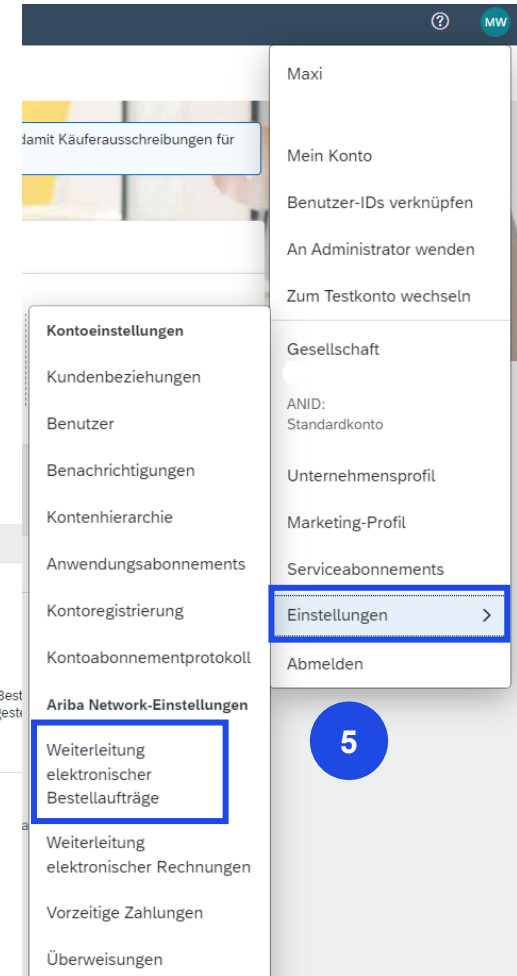 MW
Maxi
damit Käuferausschreibungen für
Mein Konto
Benutzer-IDs verknüpfen
An Administrator wenden
Zum Testkonto wechseln
Gesellschaft
ANID:
Standardkonto
Unternehmensprofil
Marketing-Profil
Serviceabonnements
Einstellungen
Abmelden
5
Kontoeinstellungen
Kundenbeziehungen
Benutzer
Benachrichtigungen
Kontenhierarchie
Anwendungsabonnements
Kontoregistrierung
Kontoabonnementprotokoll
Best
geste
Ariba Network-Einstellungen
Weiterleitung
elektronischer
Bestellaufträge
Weiterleitung
elektronischer Rechnungen
Vorzeitige Zahlungen
Überweisungen